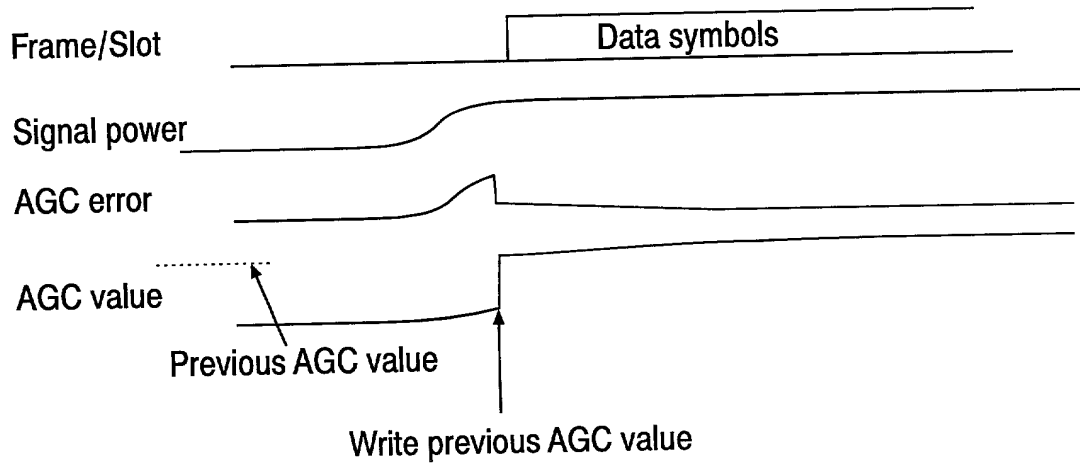 Frame/Slot
Data symbols
Signal power
AGC error
AGC value
Previous AGC value
Write previous AGC value